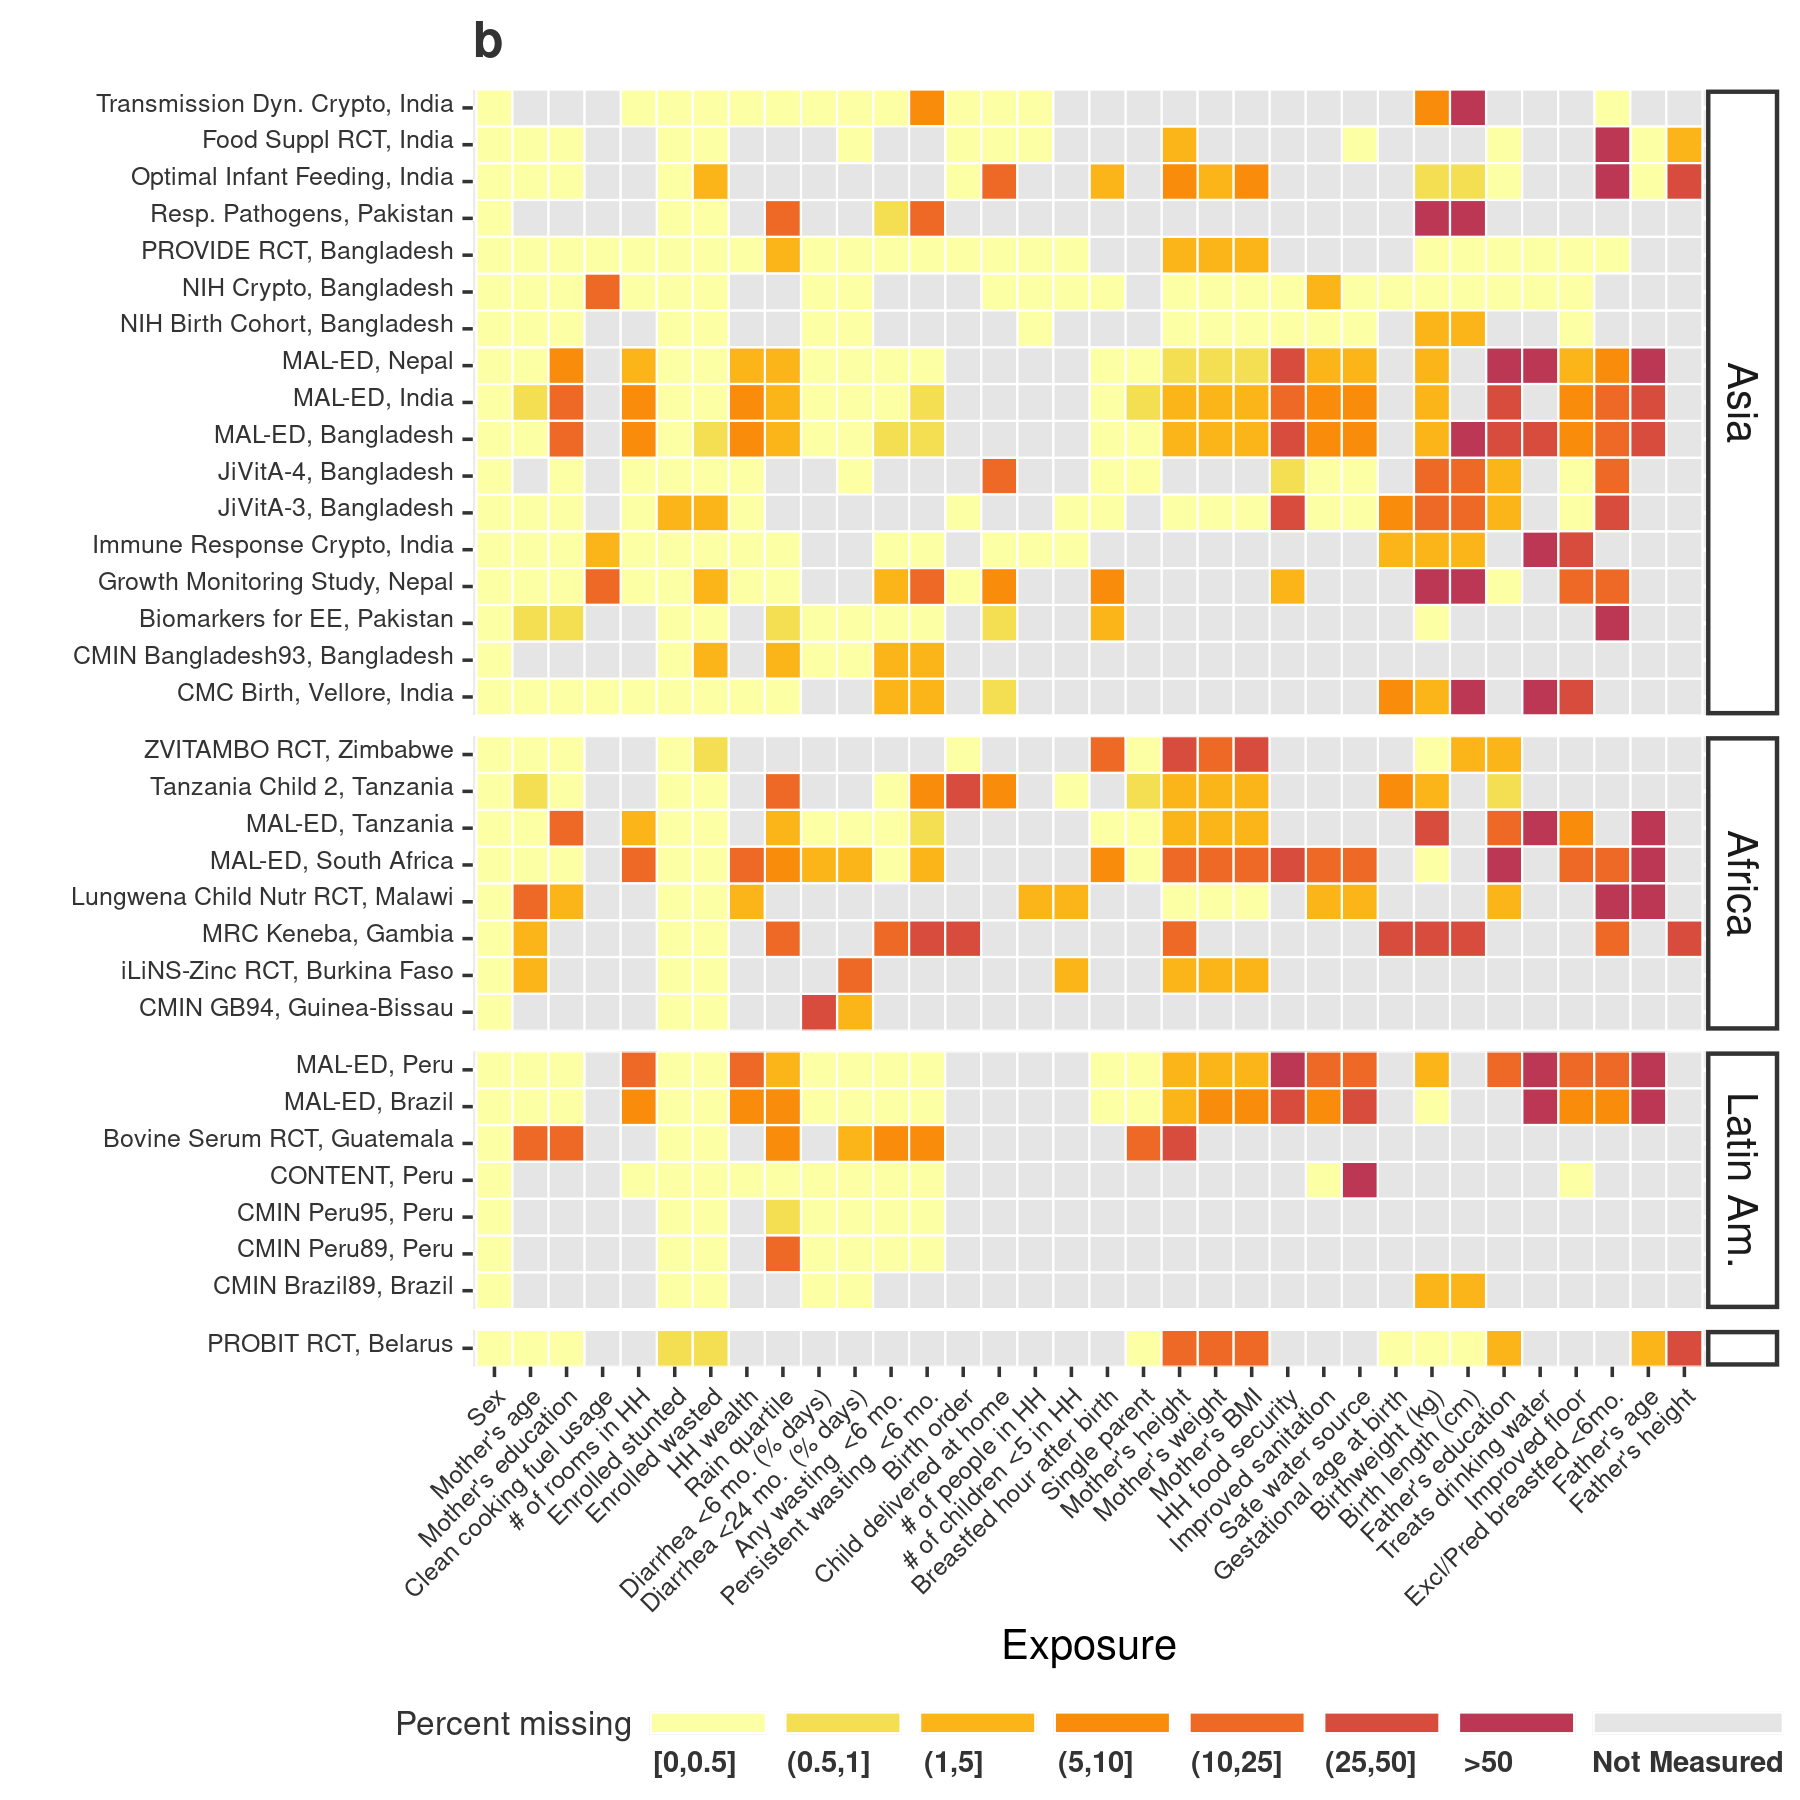 b
Transmission Dyn. Crypto, India
Food Suppl RCT, India
Optimal Infant Feeding, India
Resp. Pathogens, Pakistan
PROVIDE RCT, Bangladesh
NIH Crypto, Bangladesh
NIH Birth Cohort, Bangladesh
MAL-ED, Nepal
MAL-ED, India
MAL-ED, Bangladesh
JiVitA-4, Bangladesh
JiVitA-3, Bangladesh
Immune Response Crypto, India
Growth Monitoring Study, Nepal
Biomarkers for EE, Pakistan
CMIN Bangladesh93, Bangladesh
CMC Birth, Vellore, India
Asia
ZVITAMBO RCT, Zimbabwe
Tanzania Child 2, Tanzania
MAL-ED, Tanzania
MAL-ED, South Africa
Lungwena Child Nutr RCT, Malawi
MRC Keneba, Gambia
iLiNS-Zinc RCT, Burkina Faso
CMIN GB94, Guinea-Bissau
Africa
MAL-ED, Peru
MAL-ED, Brazil
Bovine Serum RCT, Guatemala
CONTENT, Peru
CMIN Peru95, Peru
CMIN Peru89, Peru
CMIN Brazil89, Brazil
Latin Am.
PROBIT RCT, Belarus
Sex
Mother's age
Mother's education
Clean cooking fuel usage
# of rooms in HH
Enrolled stunted
Enrolled wasted
HH wealth
Rain quartile
Diarrhea <6 mo. (% days)
Diarrhea <24 mo. (% days)
Any wasting <6 mo.
Persistent wasting <6 mo.
Birth order
Child delivered at home
# of people in HH
# of children <5 in HH
Breastfed hour after birth
Single parent
Mother's height
Mother's weight
Mother's BMI
HH food security
Improved sanitation
Safe water source
Gestational age at birth
Birthweight (kg)
Birth length (cm)
Father's education
Treats drinking water
Improved floor
Excl/Pred breastfed <6mo.
Father's age
Father's height
Exposure
Percent missing
[0,0.5] (0.5,1] (1,5] (5,10] (10,25] (25,50] >50 Not Measured